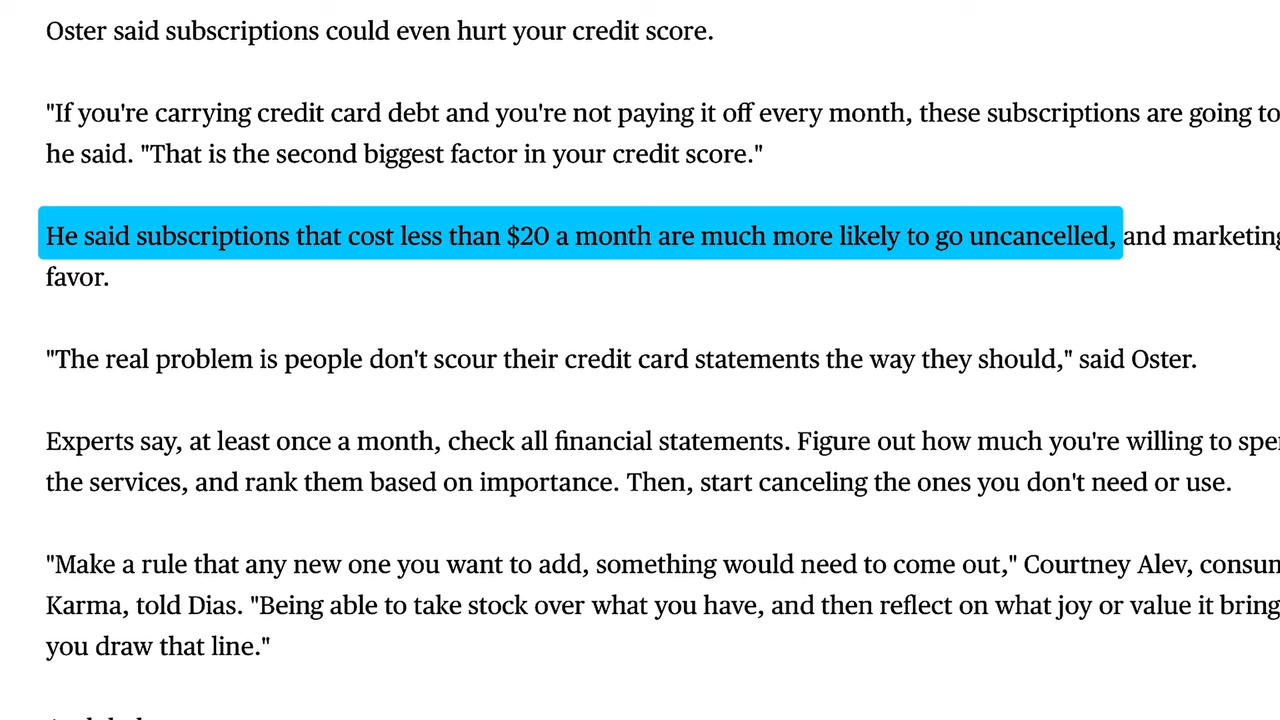 Oster said subscriptions could even hurt your credit score.
"If you're carrying credit card debt and you're not paying it off every month, these subscriptions are going to
he said. "That is the second biggest factor in your credit score."
He said subscriptions that cost less than $20 a month are much more likely to go uncancelled, and marketing
favor.
"The real problem is people don't scour their credit card statements the way they should," said Oster.
Experts say, at least once a month, check all financial statements. Figure out how much you're willing to
the services, and rank them based on importance. Then, start canceling the ones you don't need or use.
"Make a rule that any new one you want to add, something would need to come out," Courtney Alev,
Karma, told Dias. "Being able to take stock over what you have, and then reflect on what joy or value it
you draw that line."